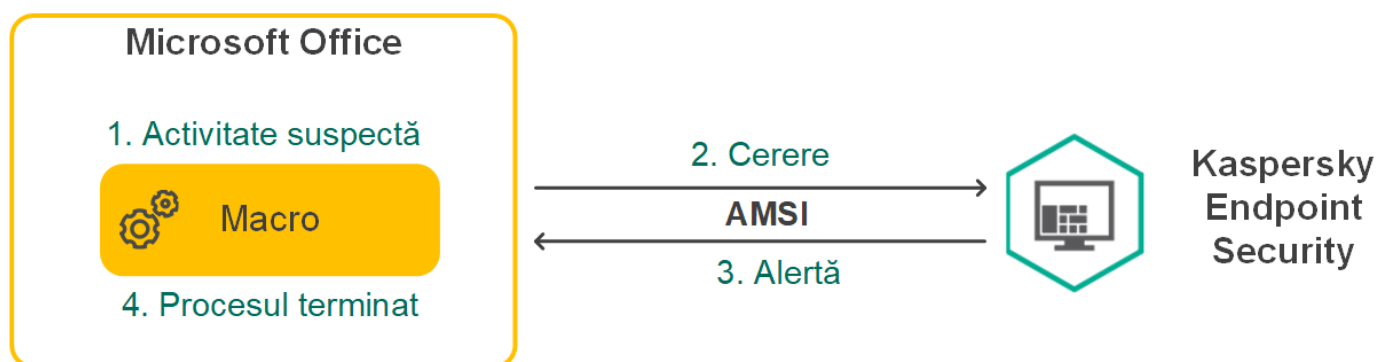 Microsoft Office
1. Activitate suspectă
Macro
4. Procesul terminat
2. Cerere
AMSI
3. Alertă
Kaspersky
Endpoint
Security